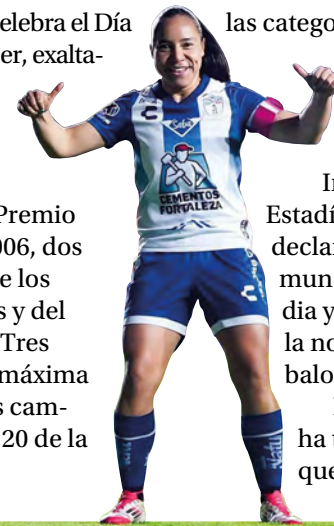 elebra el Día
er, exalta-
Premio
006, dos
e los
s y del
Tres
máxima
s cam-
20 de la
las catego
In
Estadí
declar
mun
dia y
la no
balo
ha t
que
Saba
CEMENTOS
FORTALEZA